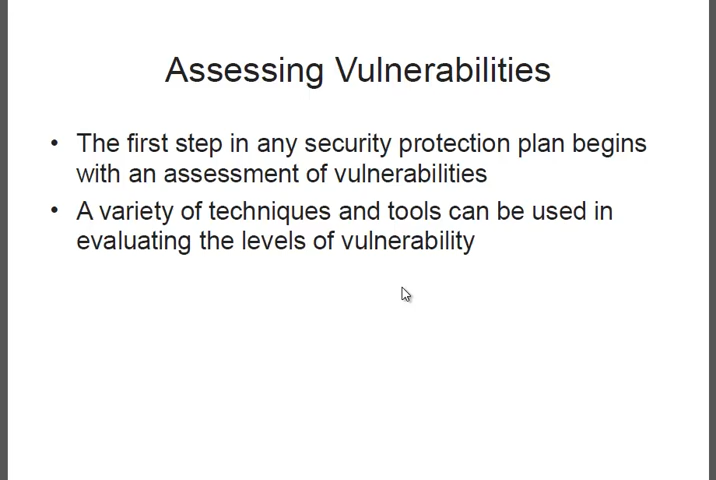 Assessing Vulnerabilities
• The first step in any security protection plan begins
with an assessment of vulnerabilities
• A variety of techniques and tools can be used in
evaluating the levels of vulnerability